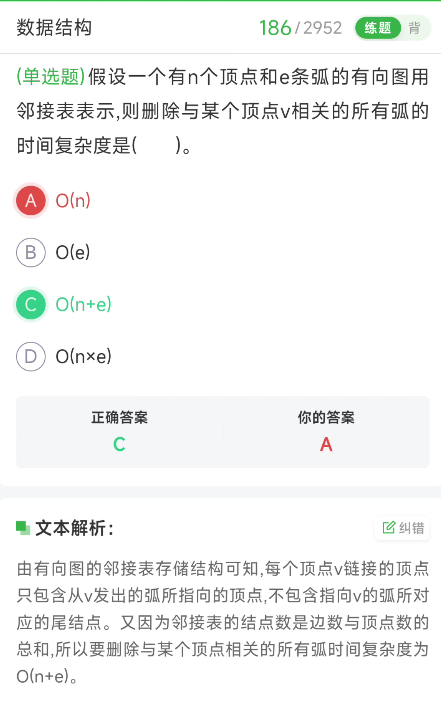 数据结构 186/2952 练题 背
(单选题)假设一个有n个顶点和e条弧的有向图用
邻接表表示,则删除与某个顶点v相关的所有弧的
时间复杂度是(  )。
A O(n)
B O(e)
C O(n+e)
D O(n×e)
正确答案 你的答案
C A
文本解析: 纠错
由有向图的邻接表存储结构可知,每个顶点v链接的顶点
只包含从v发出的弧所指向的顶点,不包含指向v的弧所对
应的尾结点。又因为邻接表的结点数是边数与顶点数的
总和,所以要删除与某个顶点相关的所有弧时间复杂度为
O(n+e)。